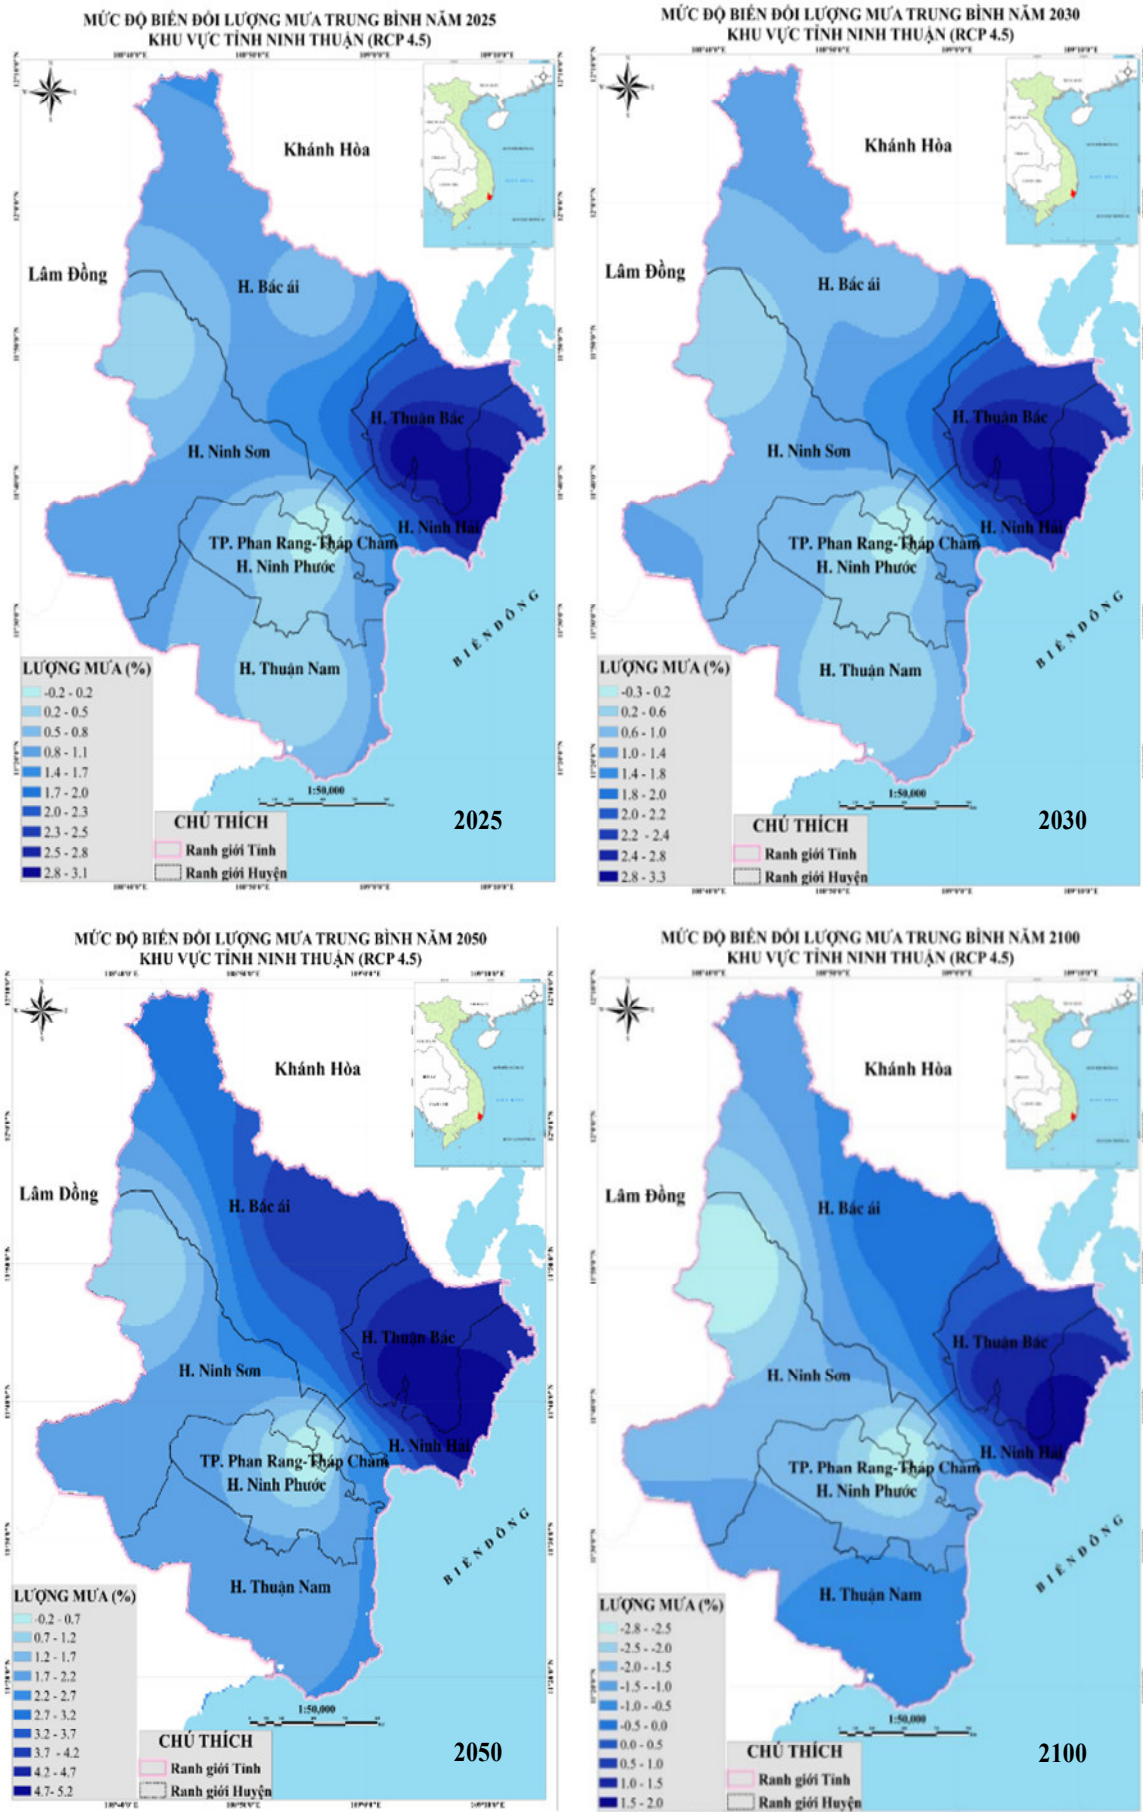 MỨC ĐỘ BIẾN ĐỔI LƯỢNG MƯA TRUNG BÌNH NĂM 2025
KHU VỰC TỈNH NINH THUẬN (RCP 4.5)
Khánh Hòa
Lâm Đồng
H. Bác ái
H. Thuận Bắc
H. Ninh Sơn
H. Ninh Hải
TP. Phan Rang-Tháp Chàm
H. Ninh Phước
H. Thuận Nam
BIỂN ĐÔNG
LƯỢNG MƯA (%)
-0.2 - 0.2
0.2 - 0.5
0.5 - 0.8
0.8 - 1.1
1.4 - 1.7
1.7 - 2.0
2.0 - 2.3
2.3 - 2.5
2.5 - 2.8
2.8 - 3.1
1:50,000
CHÚ THÍCH
Ranh giới Tỉnh
Ranh giới Huyện
2025
MỨC ĐỘ BIẾN ĐỔI LƯỢNG MƯA TRUNG BÌNH NĂM 2030
KHU VỰC TỈNH NINH THUẬN (RCP 4.5)
Khánh Hòa
Lâm Đồng
H. Bác ái
H. Thuận Bắc
H. Ninh Sơn
H. Ninh Hải
TP. Phan Rang-Tháp Chàm
H. Ninh Phước
H. Thuận Nam
BIỂN ĐÔNG
LƯỢNG MƯA (%)
-0.3 - 0.2
0.2 - 0.6
0.6 - 1.0
1.0 - 1.4
1.4 - 1.8
1.8 - 2.0
2.0 - 2.2
2.2 - 2.4
2.4 - 2.8
2.8 - 3.3
1:50,000
CHÚ THÍCH
Ranh giới Tỉnh
Ranh giới Huyện
2030
MỨC ĐỘ BIẾN ĐỔI LƯỢNG MƯA TRUNG BÌNH NĂM 2050
KHU VỰC TỈNH NINH THUẬN (RCP 4.5)
Khánh Hòa
Lâm Đồng
H. Bác ái
H. Thuận Bắc
H. Ninh Sơn
H. Ninh Hải
TP. Phan Rang-Tháp Chàm
H. Ninh Phước
H. Thuận Nam
BIỂN ĐÔNG
LƯỢNG MƯA (%)
-0.2 - 0.7
0.7 - 1.2
1.2 - 1.7
1.7 - 2.2
2.2 - 2.7
2.7 - 3.2
3.2 - 3.7
3.7 - 4.2
4.2 - 4.7
4.7- 5.2
1:50,000
CHÚ THÍCH
Ranh giới Tỉnh
Ranh giới Huyện
2050
MỨC ĐỘ BIẾN ĐỔI LƯỢNG MƯA TRUNG BÌNH NĂM 2100
KHU VỰC TỈNH NINH THUẬN (RCP 4.5)
Khánh Hòa
Lâm Đồng
H. Bác ái
H. Thuận Bắc
H. Ninh Sơn
H. Ninh Hải
TP. Phan Rang-Tháp Chàm
H. Ninh Phước
H. Thuận Nam
BIỂN ĐÔNG
LƯỢNG MƯA (%)
-2.8 - -2.5
-2.5 - -2.0
-2.0 - -1.5
-1.5 - -1.0
-1.0 - -0.5
-0.5 - 0.0
0.0 - 0.5
0.5 - 1.0
1.0 - 1.5
1.5 - 2.0
1:50,000
CHÚ THÍCH
Ranh giới Tỉnh
Ranh giới Huyện
2100